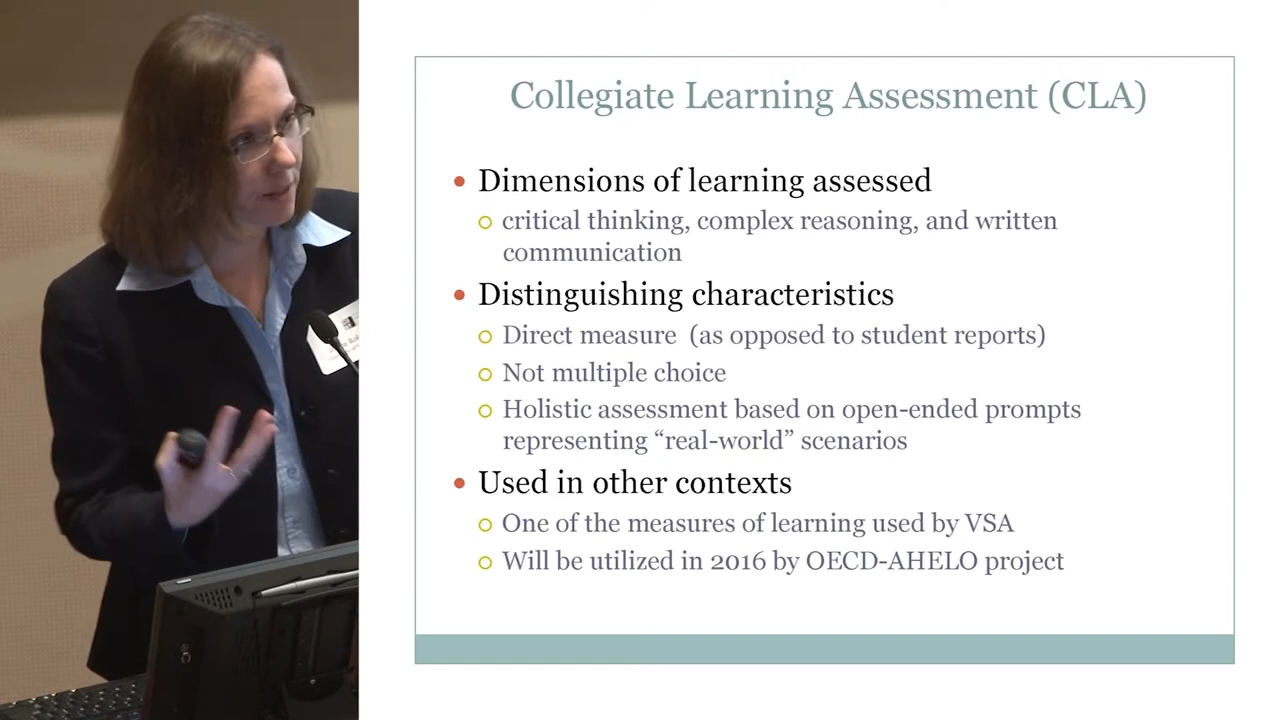 Collegiate Learning Assessment (CLA)
• Dimensions of learning assessed
○ critical thinking, complex reasoning, and written
communication
• Distinguishing characteristics
○ Direct measure (as opposed to student reports)
○ Not multiple choice
○ Holistic assessment based on open-ended prompts
representing “real-world” scenarios
• Used in other contexts
○ One of the measures of learning used by VSA
○ Will be utilized in 2016 by OECD-AHELO project